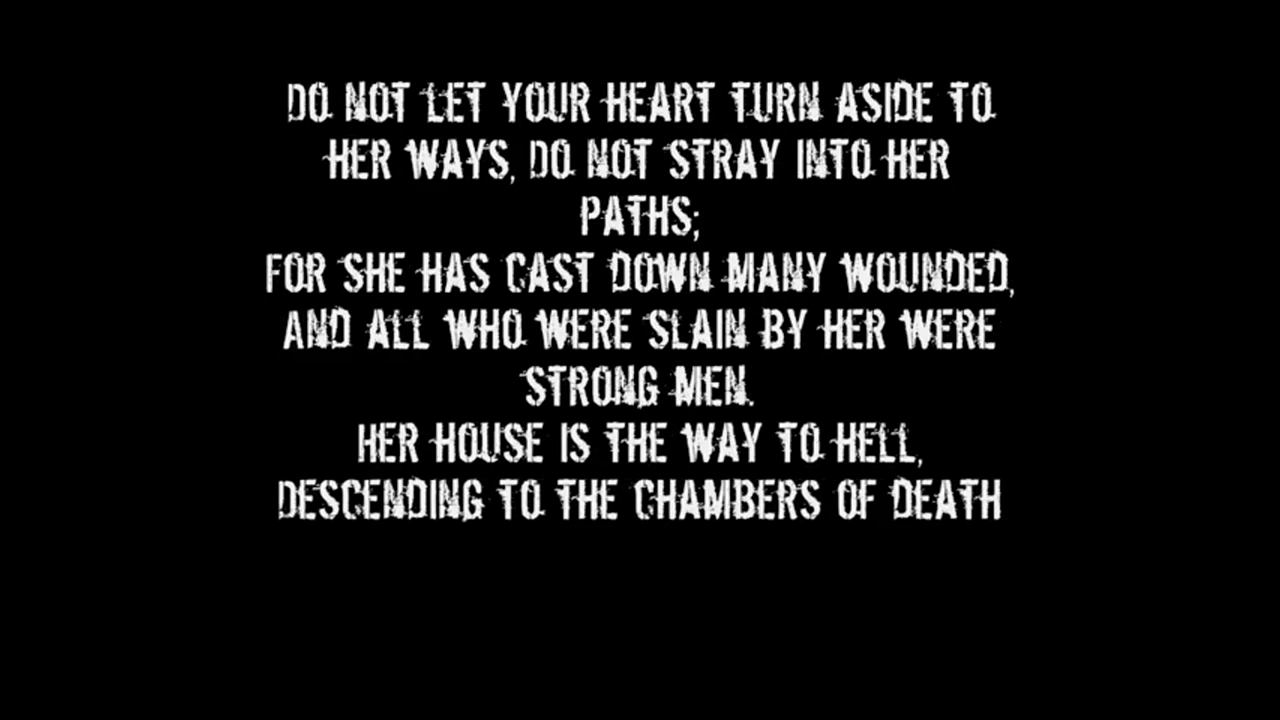 DO NOT LET YOUR HEART TURN ASIDE TO
HER WAYS, DO NOT STRAY INTO HER
PATHS;
FOR SHE HAS CAST DOWN MANY WOUNDED,
AND ALL WHO WERE SLAIN BY HER WERE
STRONG MEN.
HER HOUSE IS THE WAY TO HELL,
DESCENDING TO THE CHAMBERS OF DEATH